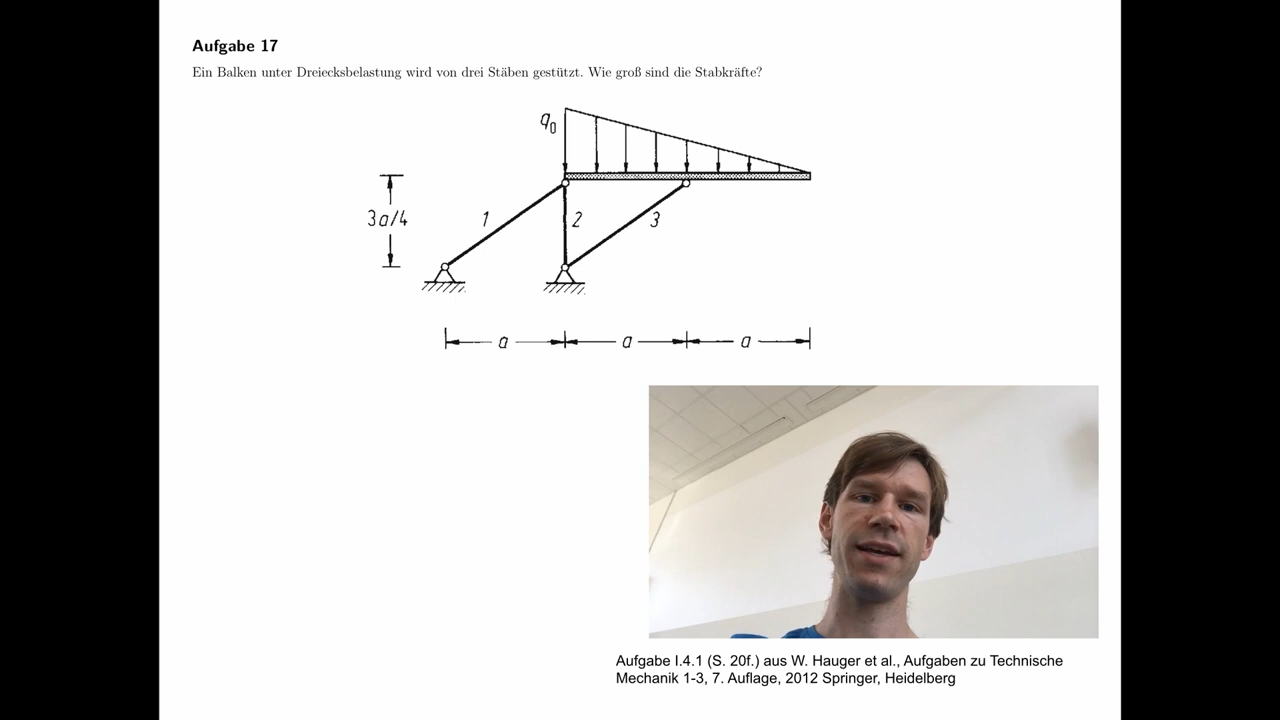 Aufgabe 17
Ein Balken unter Dreiecksbelastung wird von drei Stäben gestützt. Wie groß sind die Stabkräfte?
q0
3a/4
1
2
3
a
a
a
Aufgabe I.4.1 (S. 20f.) aus W. Hauger et al., Aufgaben zu Technische
Mechanik 1-3, 7. Auflage, 2012 Springer, Heidelberg